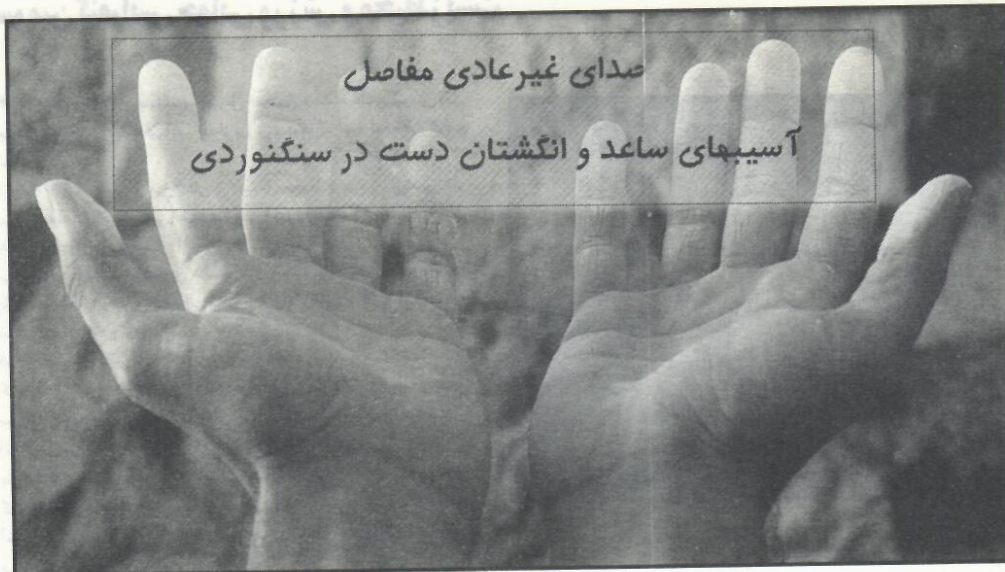 صدای غیرعادی مفاصل
آسیبهای ساعد و انگشتان دست در سنگنوردی